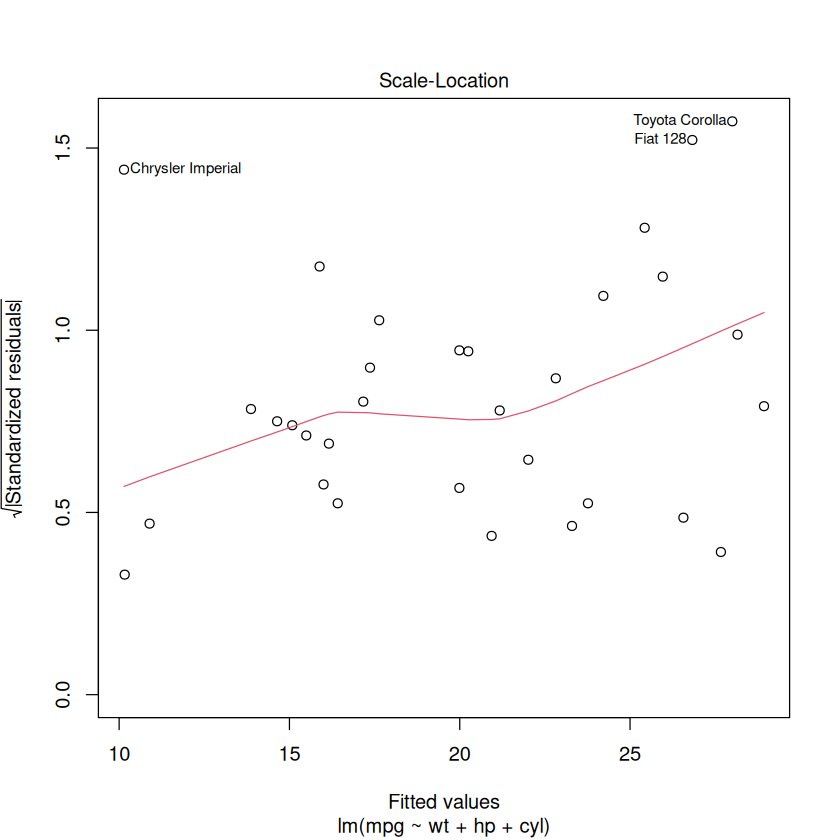 Scale-Location
Toyota Corolla
Fiat 128
Chrysler Imperial
√|Standardized residuals|
1.5
1.0
0.5
0.0
10 15 20 25
Fitted values
lm(mpg ~ wt + hp + cyl)